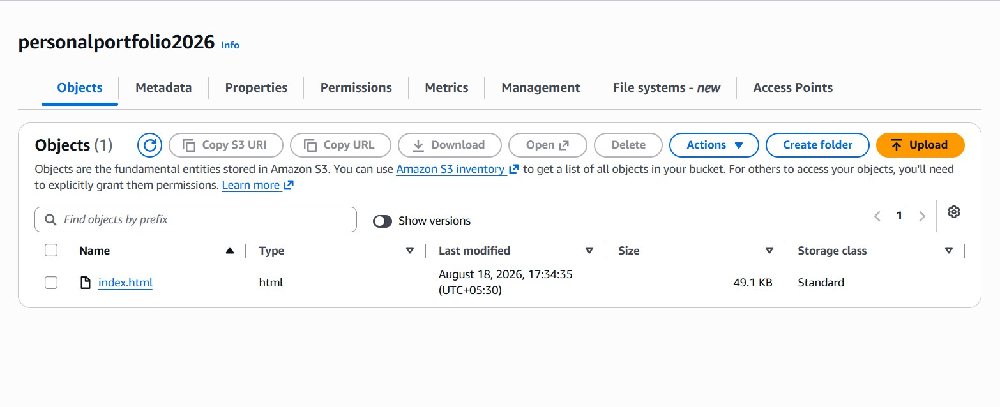 personalportfolio2026 Info
Objects Metadata Properties Permissions Metrics Management File systems - new Access Points
Objects (1) Copy S3 URI Copy URL Download Open Delete Actions Create folder Upload
Objects are the fundamental entities stored in Amazon S3. You can use Amazon S3 inventory to get a list of all objects in your bucket. For others to access your objects, you'll need
to explicitly grant them permissions. Learn more
Find objects by prefix Show versions 1
Name Type Last modified Size Storage class
index.html html August 18, 2026, 17:34:35 (UTC+05:30) 49.1 KB Standard